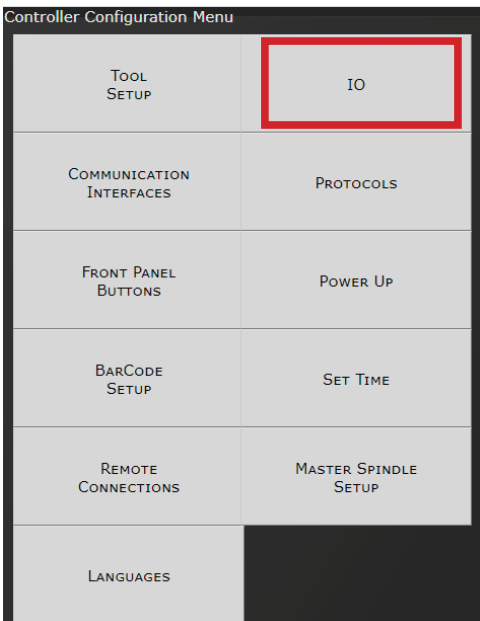 Controller Configuration Menu
Tool
Setup
IO
Communication
Interfaces
Protocols
Front Panel
Buttons
Power Up
BarCode
Setup
Set Time
Remote
Connections
Master Spindle
Setup
Languages